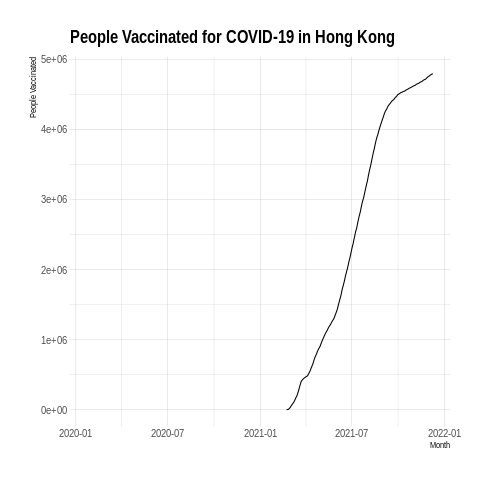 People Vaccinated for COVID-19 in Hong Kong
People Vaccinated
5e+06
4e+06
3e+06
2e+06
1e+06
0e+00
2020-01 2020-07 2021-01 2021-07 2022-01
Month